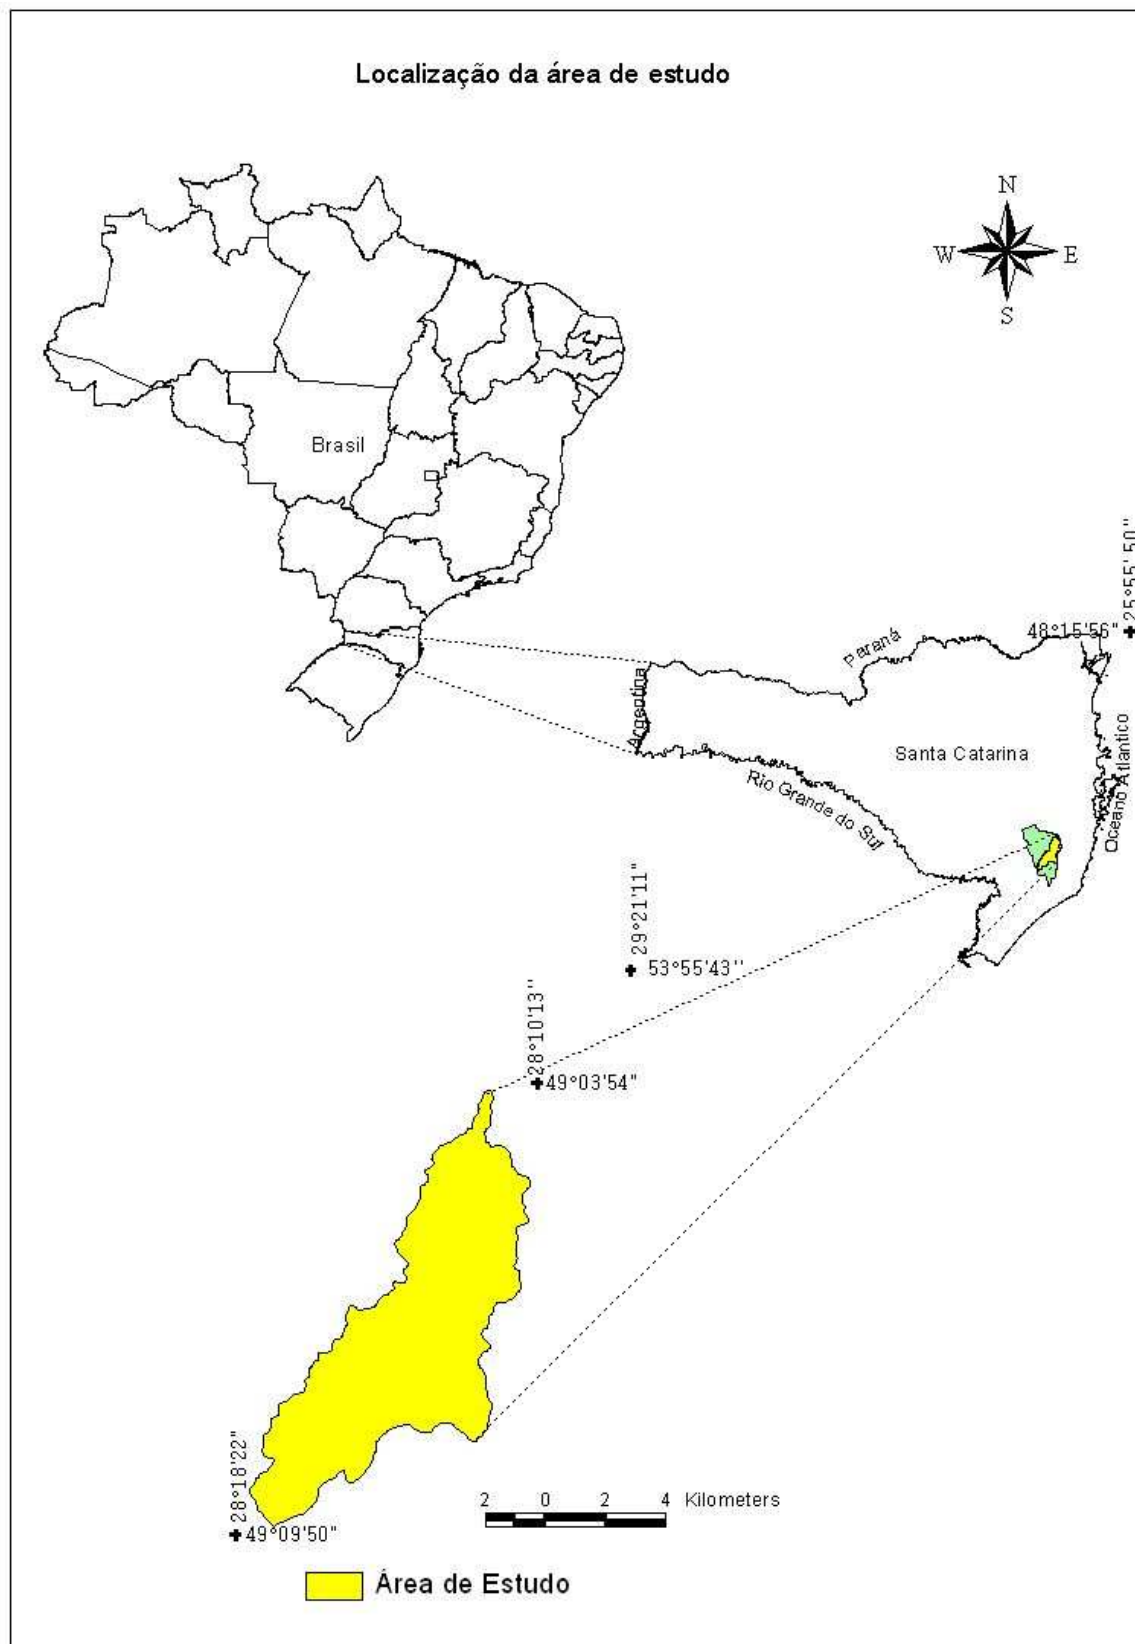 Localização da área de estudo
N
W
E
S
Brasil
25°55'50"
48°15'56"
Paraná
Argentina
Santa Catarina
Oceano Atlantico
Rio Grande do Sul
29°21'11"
53°55'43''
28°10'13"
49°03'54"
28°18'22"
49°09'50"
2 0 2 4 Kilometers
Área de Estudo